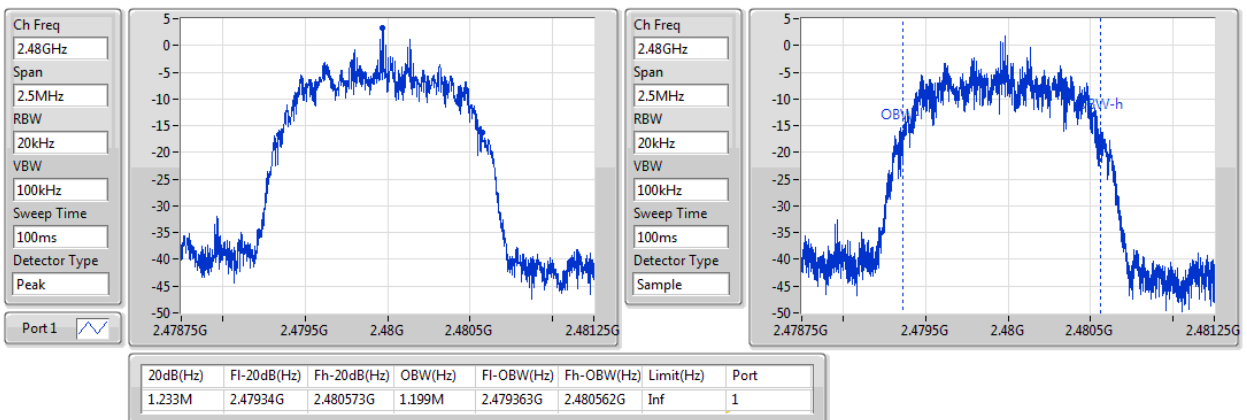 Ch Freq
2.48GHz
Span
2.5MHz
RBW
20kHz
VBW
100kHz
Sweep Time
100ms
Detector Type
Peak
Port 1
5
0
-5
-10
-15
-20
-25
-30
-35
-40
-45
-50
2.47875G 2.4795G 2.48G 2.4805G 2.48125G
Ch Freq
2.48GHz
Span
2.5MHz
RBW
20kHz
VBW
100kHz
Sweep Time
100ms
Detector Type
Sample
5
0
-5
-10
-15
-20
-25
-30
-35
-40
-45
-50
2.47875G 2.4795G 2.48G 2.4805G 2.48125G
20dB(Hz) Fl-20dB(Hz) Fh-20dB(Hz) OBW(Hz) Fl-OBW(Hz) Fh-OBW(Hz) Limit(Hz) Port
1.233M 2.47934G 2.480573G 1.199M 2.479363G 2.480562G Inf 1